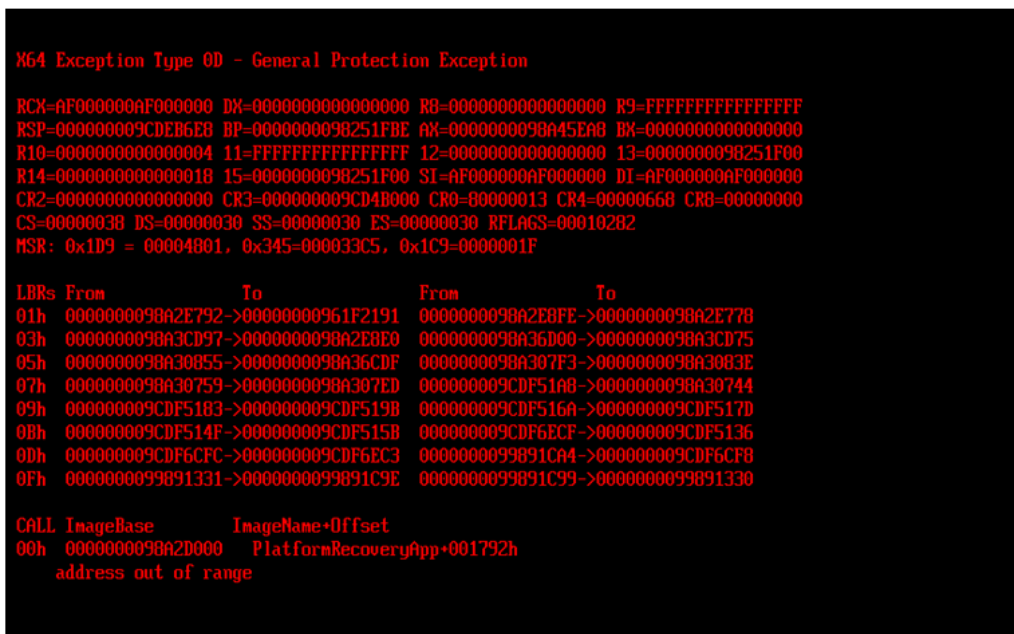 X64 Exception Type 0D - General Protection Exception
RCX=AF000000AF000000 DX=0000000000000000 R8=0000000000000000 R9=FFFFFFFFFFFFFFFF
RSP=000000009CDEB6E8 BP=0000000098251FBE AX=0000000098A45EA8 BX=0000000000000000
R10=0000000000000004 11=FFFFFFFFFFFFFFFF 12=0000000000000000 13=0000000098251F00
R14=0000000000000018 15=0000000098251F00 SI=AF000000AF000000 DI=AF000000AF000000
CR2=0000000000000000 CR3=000000009CD4B000 CR0=80000013 CR4=00000668 CR8=00000000
CS=00000038 DS=00000030 SS=00000030 ES=00000030 RFLAGS=00010282
MSR: 0x1D9 = 00004801, 0x345=000033C5, 0x1C9=0000001F
LBRs From To From To
01h 0000000098A2E792->00000000961F2191 0000000098A2E8FE->0000000098A2E778
03h 0000000098A3CD97->0000000098A2E8E0 0000000098A36D00->0000000098A3CD75
05h 0000000098A30855->0000000098A36CDF 0000000098A307F3->0000000098A3083E
07h 0000000098A30759->0000000098A307ED 000000009CDF51A8->0000000098A30744
09h 000000009CDF5183->000000009CDF519B 000000009CDF516A->000000009CDF517D
0Bh 000000009CDF514F->000000009CDF515B 000000009CDF6ECF->000000009CDF5136
0Dh 000000009CDF6CFC->000000009CDF6EC3 0000000099891CA4->000000009CDF6CF8
0Fh 0000000099891331->0000000099891C9E 0000000099891C99->0000000099891330
CALL ImageBase ImageName+Offset
00h 0000000098A2D000 PlatformRecoveryApp+001792h
address out of range